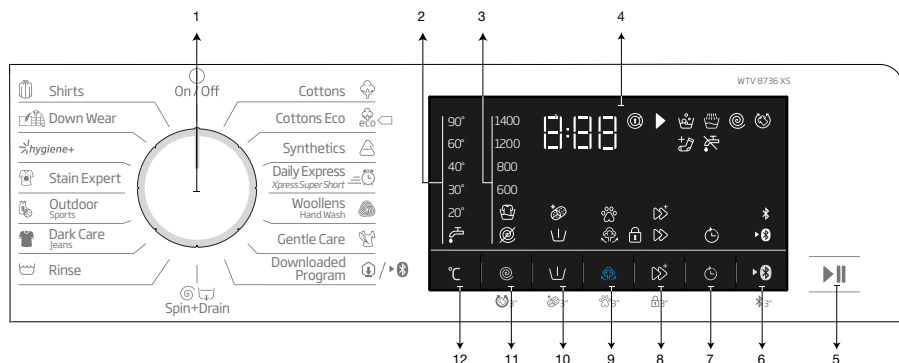 1
2
3
4
WTV 8736 XS
On / Off
Shirts
Down Wear
hygiene+
Stain Expert
Outdoor
Sports
Dark Care
Jeans
Rinse
Spin+Drain
Cottons
Cottons Eco
eco
Synthetics
Daily Express
Xpress Super Short
Woollens
Hand Wash
Gentle Care
Downloaded
Program
/
90°
60°
40°
30°
20°
1400
1200
800
600
8:88
°C
3"
3"
3"
3"
3"
12
11
10
9
8
7
6
5